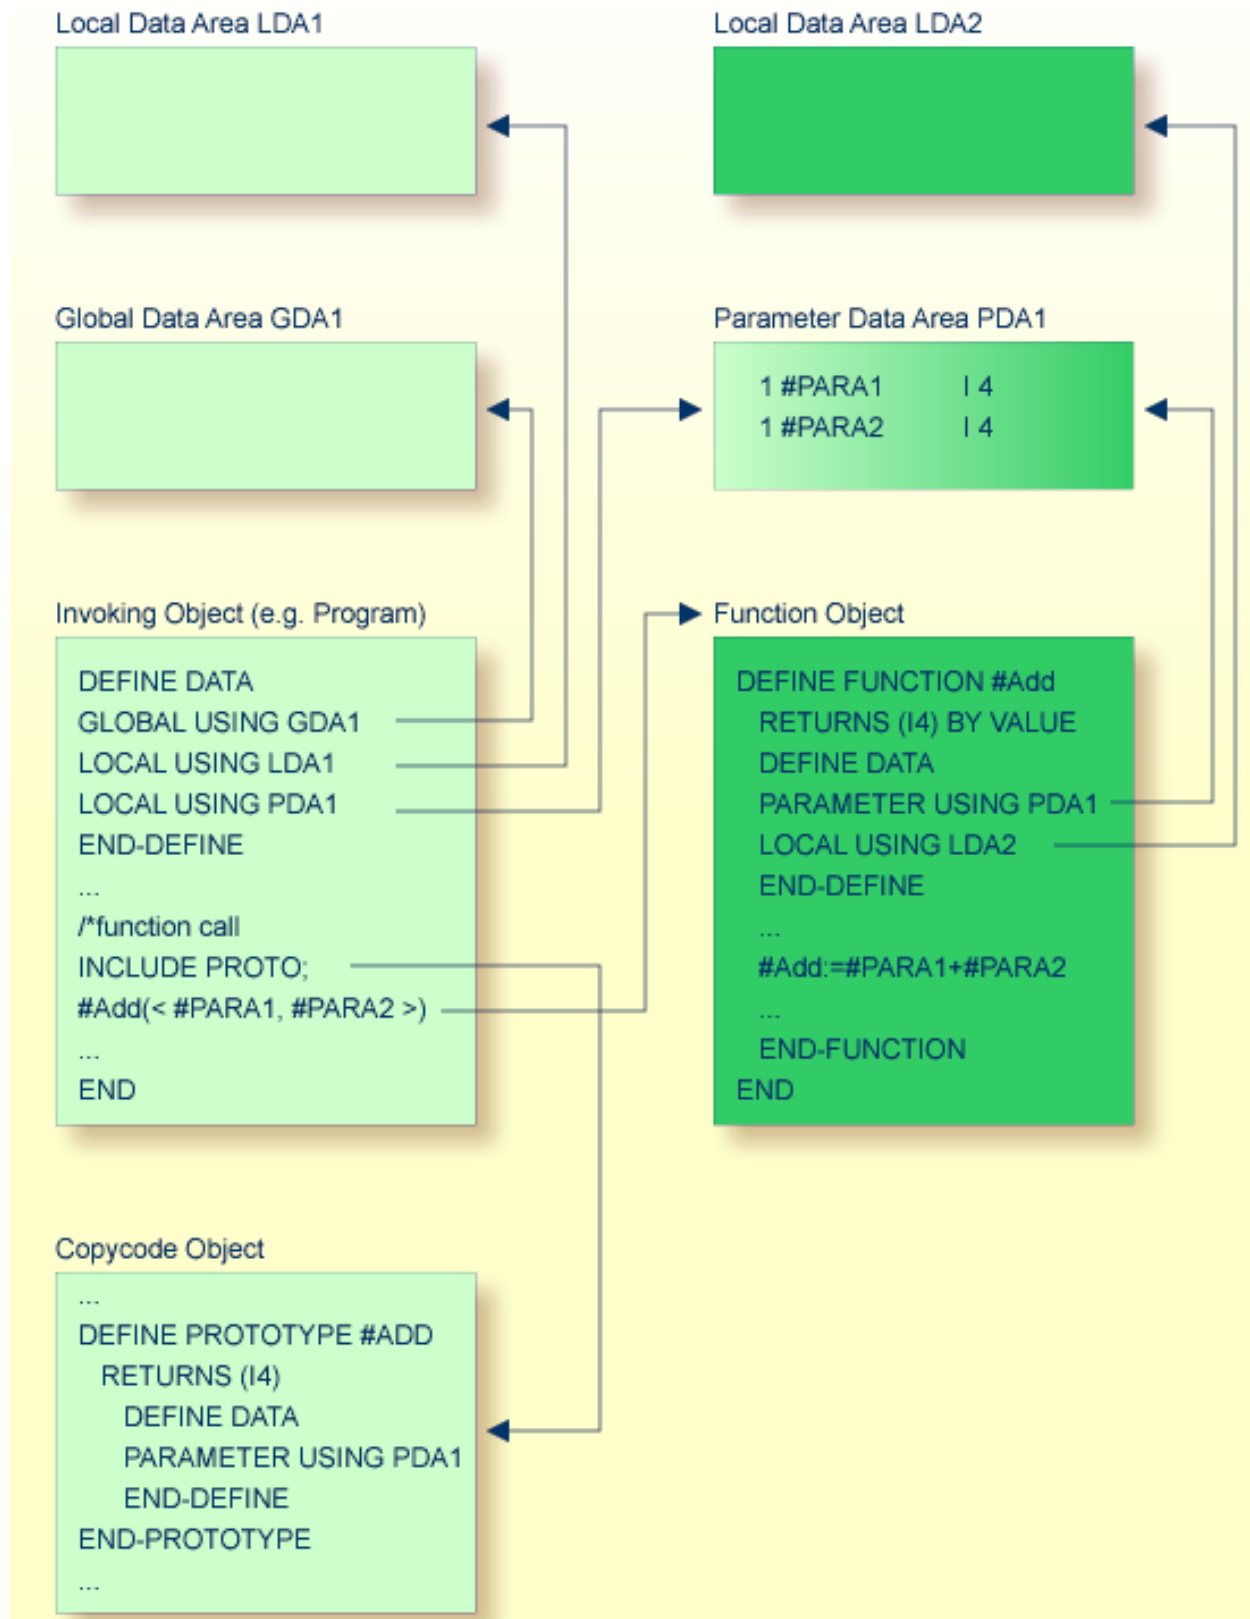 Local Data Area LDA1
Local Data Area LDA2
Global Data Area GDA1
Parameter Data Area PDA1
1 #PARA1 I 4
1 #PARA2 I 4
Invoking Object (e.g. Program)
DEFINE DATA
GLOBAL USING GDA1
LOCAL USING LDA1
LOCAL USING PDA1
END-DEFINE
...
/*function call
INCLUDE PROTO;
#Add(< #PARA1, #PARA2 >)
...
END
Function Object
DEFINE FUNCTION #Add
RETURNS (I4) BY VALUE
DEFINE DATA
PARAMETER USING PDA1
LOCAL USING LDA2
END-DEFINE
...
#Add:=#PARA1+#PARA2
...
END-FUNCTION
END
Copycode Object
...
DEFINE PROTOTYPE #ADD
RETURNS (I4)
DEFINE DATA
PARAMETER USING PDA1
END-DEFINE
END-PROTOTYPE
...